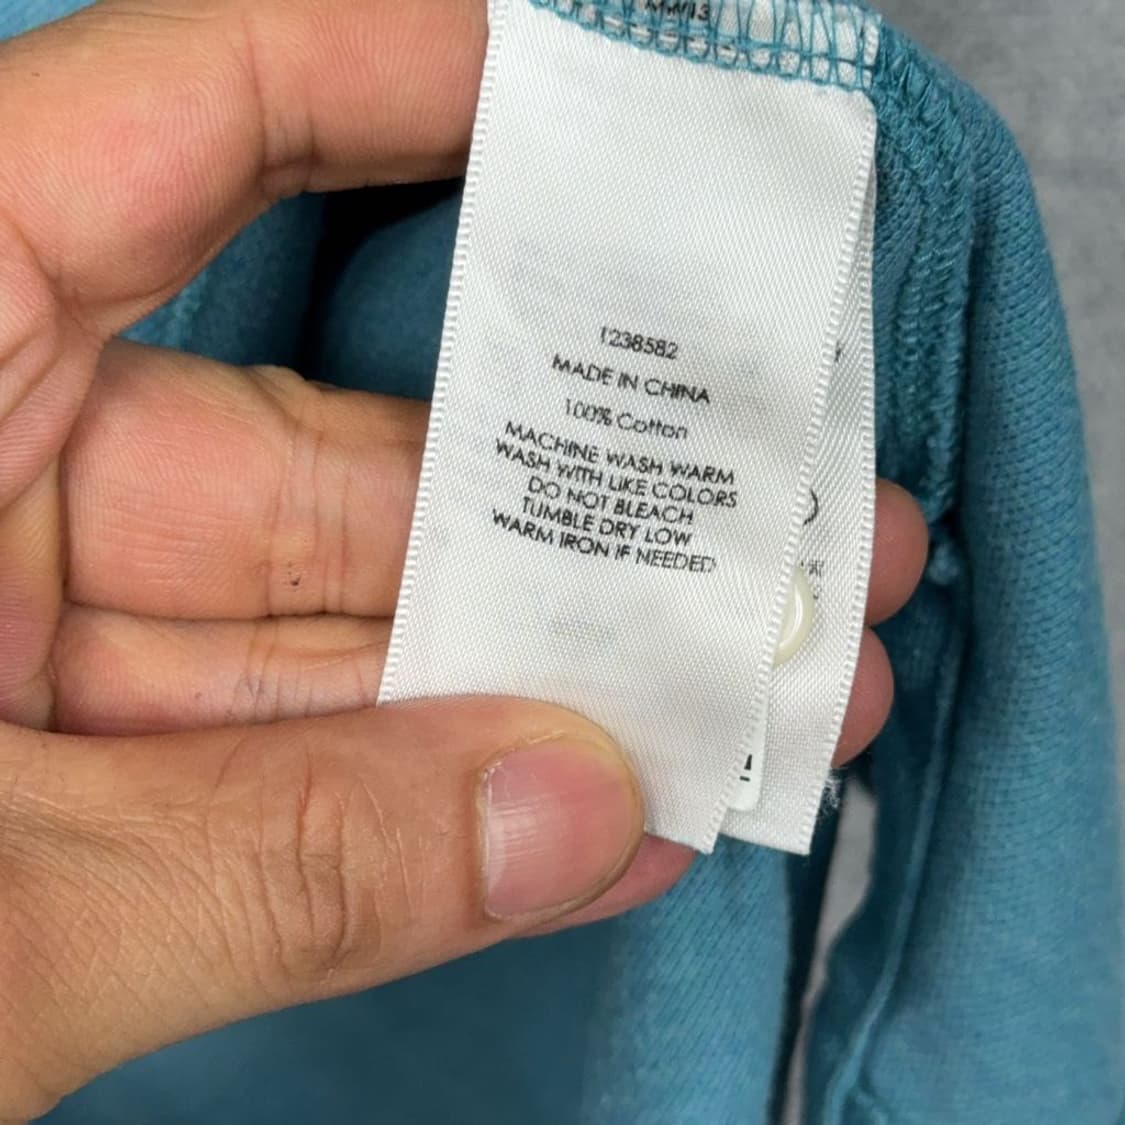 MW13
1238582
MADE IN CHINA
100% Cotton
MACHINE WASH WARM
WASH WITH LIKE COLORS
DO NOT BLEACH
TUMBLE DRY LOW
WARM IRON IF NEEDED